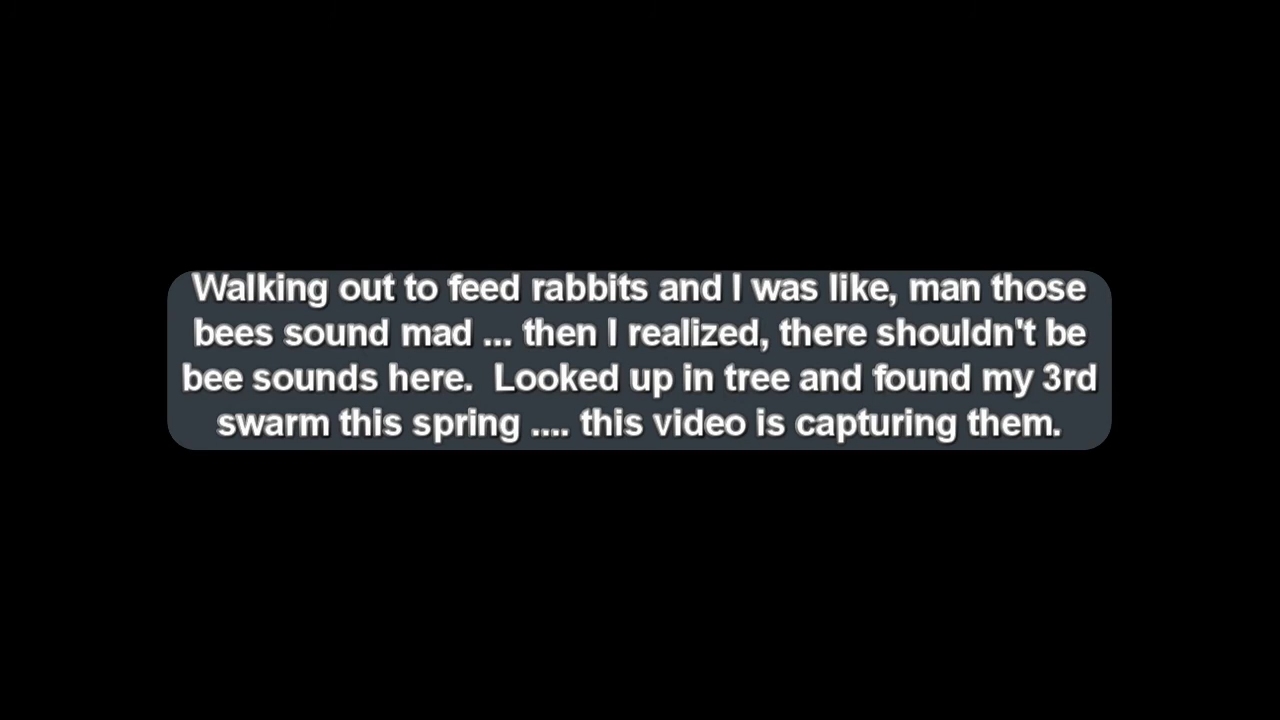 Walking out to feed rabbits and I was like, man those
bees sound mad ... then I realized, there shouldn't be
bee sounds here.  Looked up in tree and found my 3rd
swarm this spring .... this video is capturing them.